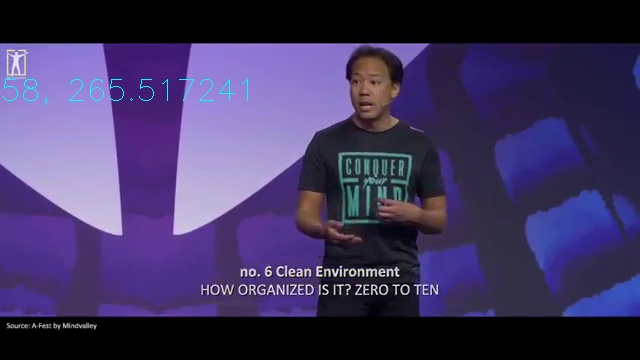 58, 265.517241
CONQUER
your
MIND
no. 6 Clean Environment
HOW ORGANIZED IS IT? ZERO TO TEN
Source: A-Fest by Mindvalley